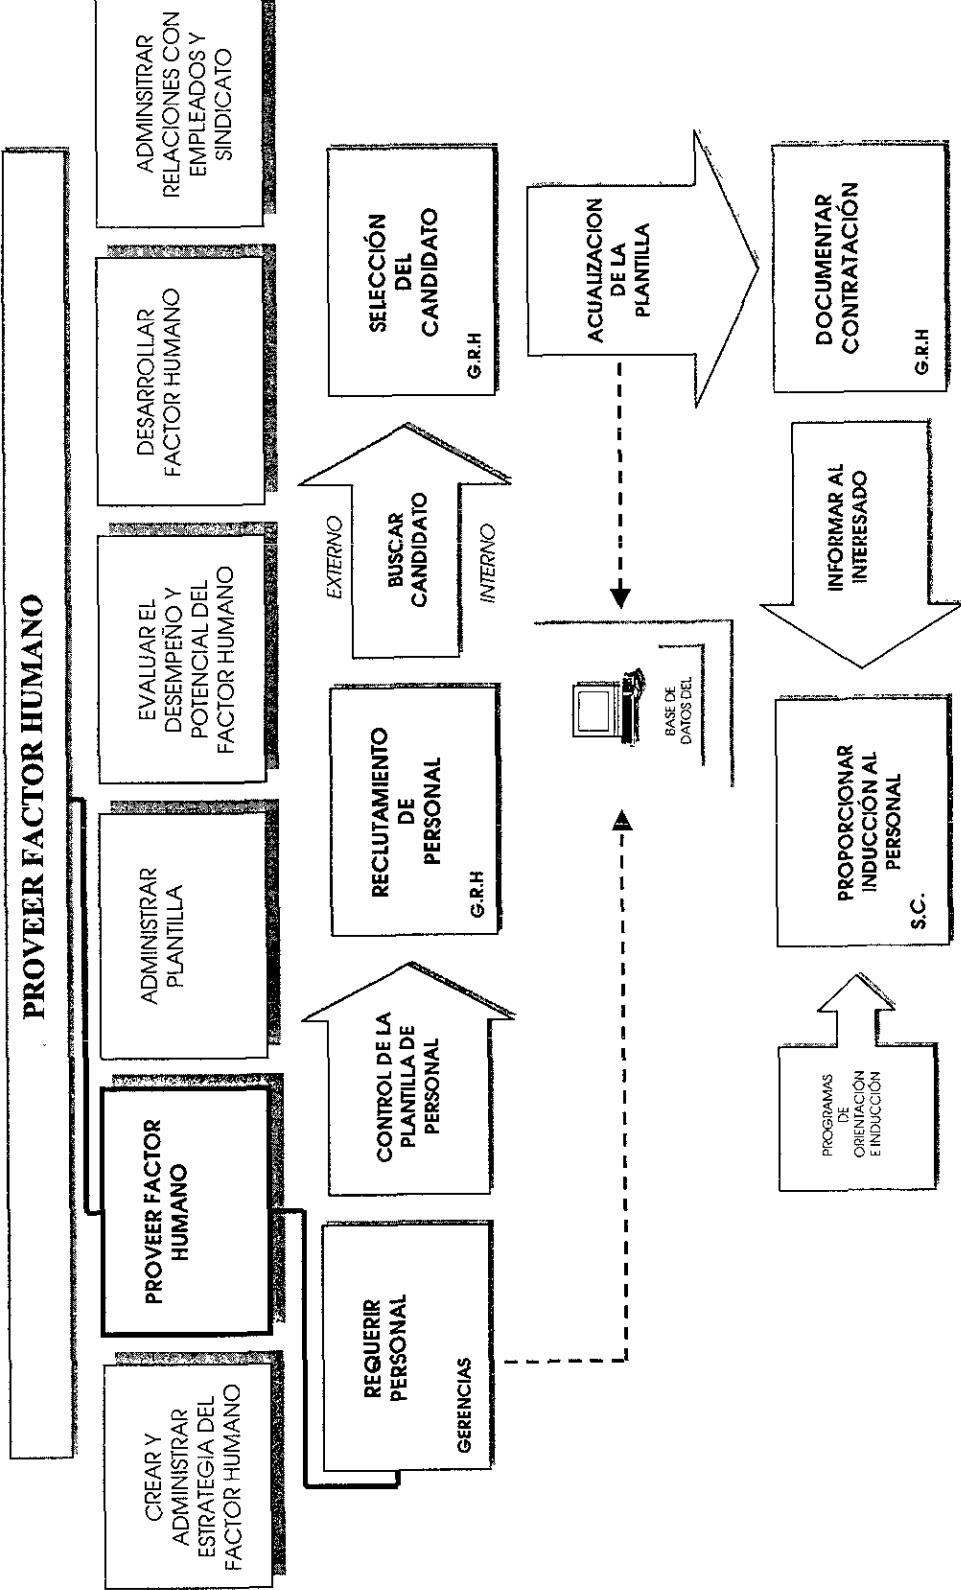 PROVEER FACTOR HUMANO
CREAR Y
ADMINISTRAR
ESTRATEGIA DEL
FACTOR HUMANO
PROVEER FACTOR
HUMANO
ADMINISTRAR
PLANTILLA
EVALUAR EL
DESEMPEÑO Y
POTENCIAL DEL
FACTOR HUMANO
DESARROLLAR
FACTOR HUMANO
ADMINSITRAR
RELACIONES CON
EMPLEADOS Y
SINDICATO
REQUERIR
PERSONAL
GERENCIAS
CONTROL DE LA
PLANTILLA DE
PERSONAL
RECLUTAMIENTO
DE
PERSONAL
G.R.H
EXTERNO
BUSCAR
CANDIDATO
INTERNO
SELECCIÓN
DEL
CANDIDATO
G.R.H
BASE DE
DATOS DEL
ACUALIZACION
DE LA
PLANTILLA
PROGRAMAS
DE
ORIENTACIÓN
E INDUCCIÓN
PROPORCIONAR
INDUCCIÓN AL
PERSONAL
S.C.
INFORMAR AL
INTERESADO
DOCUMENTAR
CONTRATACIÓN
G.R.H